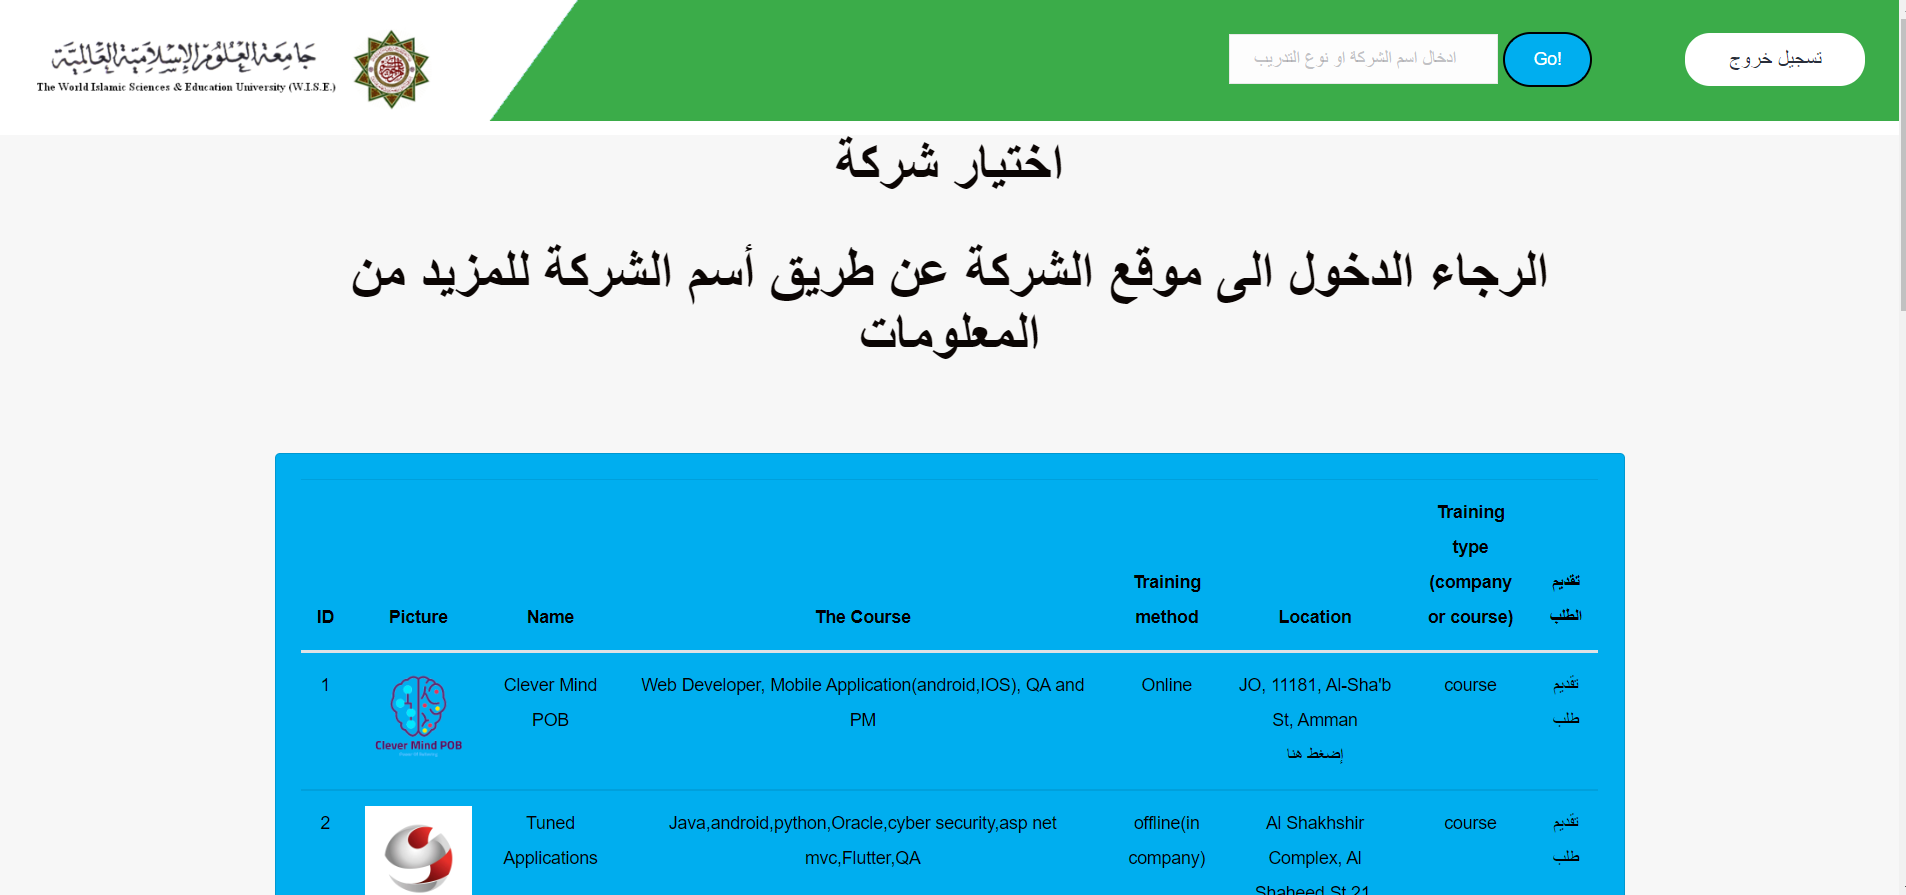 جامعة العلوم الإسلامية العالمية
The World Islamic Sciences & Education University (W.I.S.E.)
ادخال اسم الشركة او نوع التدريب
Go!
تسجيل خروج
اختيار شركة
الرجاء الدخول الى موقع الشركة عن طريق أسم الشركة للمزيد من
المعلومات
ID
Picture
Name
The Course
Training
method
Location
Training
type
(company
or course)
تقديم
الطلب
1
Clever Mind POB
Clever Mind
POB
Web Developer, Mobile Application(android,IOS), QA and
PM
Online
JO, 11181, Al-Sha'b
St, Amman
إضغط هنا
course
تقديم
طلب
2
Tuned
Applications
Java,android,python,Oracle,cyber security,asp net
mvc,Flutter,QA
offline(in
company)
Al Shakhshir
Complex, Al
Shaheed St 21
course
تقديم
طلب